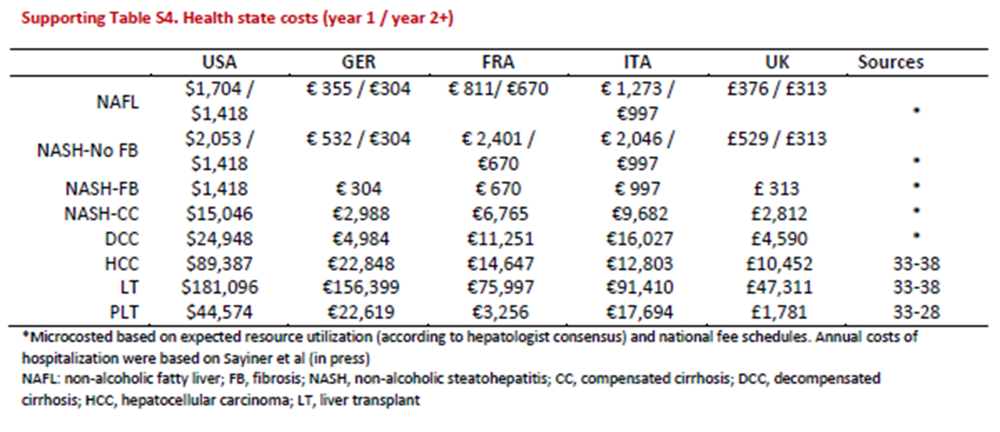 Supporting Table S4. Health state costs (year 1 / year 2+)
USA GER FRA ITA UK Sources
NAFL $1,704 / $1,418 € 355 / €304 € 811/ €670 € 1,273 / €997 £376 / £313 *
NASH-No FB $2,053 / $1,418 € 532 / €304 € 2,401 / €670 € 2,046 / €997 £529 / £313 *
NASH-FB $1,418 € 304 € 670 € 997 £ 313 *
NASH-CC $15,046 €2,988 €6,765 €9,682 £2,812 *
DCC $24,948 €4,984 €11,251 €16,027 £4,590 *
HCC $89,387 €22,848 €14,647 €12,803 £10,452 33-38
LT $181,096 €156,399 €75,997 €91,410 £47,311 33-38
PLT $44,574 €22,619 €3,256 €17,694 £1,781 33-28
*Microcosted based on expected resource utilization (according to hepatologist consensus) and national fee schedules. Annual costs of
hospitalization were based on Sayiner et al (in press)
NAFL: non-alcoholic fatty liver; FB, fibrosis; NASH, non-alcoholic steatohepatitis; CC, compensated cirrhosis; DCC, decompensated
cirrhosis; HCC, hepatocellular carcinoma; LT, liver transplant